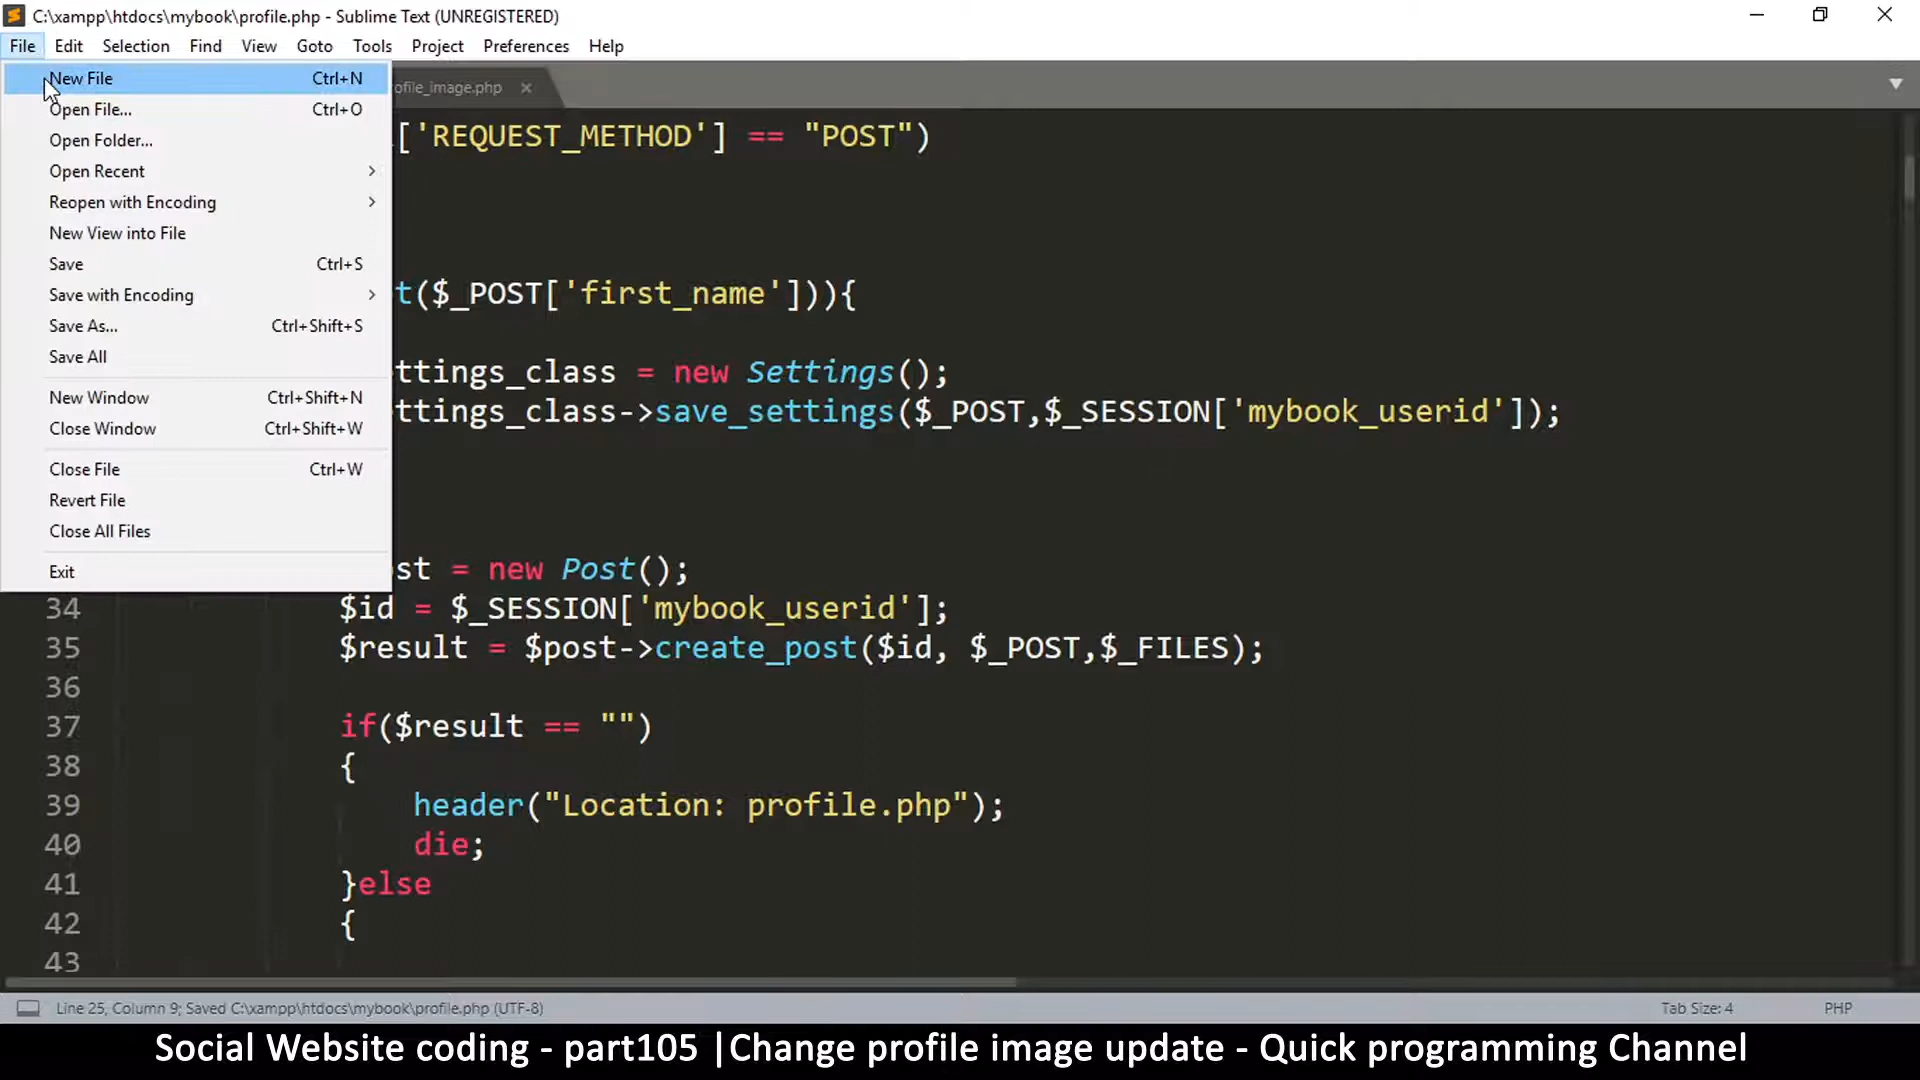 C:\xampp\htdocs\mybook\profile.php - Sublime Text (UNREGISTERED)
File Edit Selection Find View Goto Tools Project Preferences Help
New File Ctrl+N
ofile_image.php ×
Open File... Ctrl+O
['REQUEST_METHOD'] == "POST")
Open Folder...
Open Recent
Reopen with Encoding
New View into File
Save Ctrl+S
Save with Encoding
t($_POST['first_name'])){
Save As... Ctrl+Shift+S
Save All
ttings_class = new Settings();
New Window Ctrl+Shift+N
ttings_class->save_settings($_POST,$_SESSION['mybook_userid']);
Close Window Ctrl+Shift+W
Close File Ctrl+W
Revert File
Close All Files
Exit
st = new Post();
34 $id = $_SESSION['mybook_userid'];
35 $result = $post->create_post($id, $_POST,$_FILES);
36
37 if($result == "")
38 {
39 header("Location: profile.php");
40 die;
41 }else
42 {
43
Line 25, Column 9; Saved C:\xampp\htdocs\mybook\profile.php (UTF-8) Tab Size: 4 PHP
Social Website coding - part105 |Change profile image update - Quick programming Channel